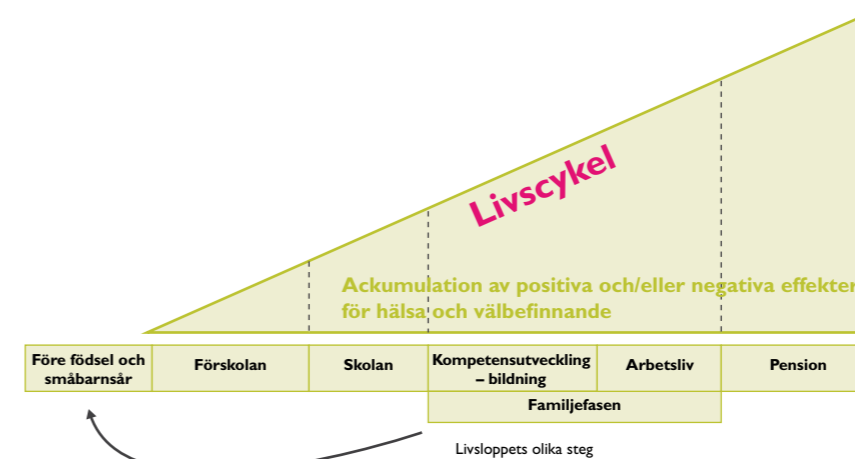 Livscykel
Ackumulation av positiva och/eller negativa effekter
för hälsa och välbefinnande
Före födsel och
småbarnsår
Förskolan
Skolan
Kompetensutveckling
– bildning
Arbetsliv
Pension
Familjefasen
Livsloppets olika steg